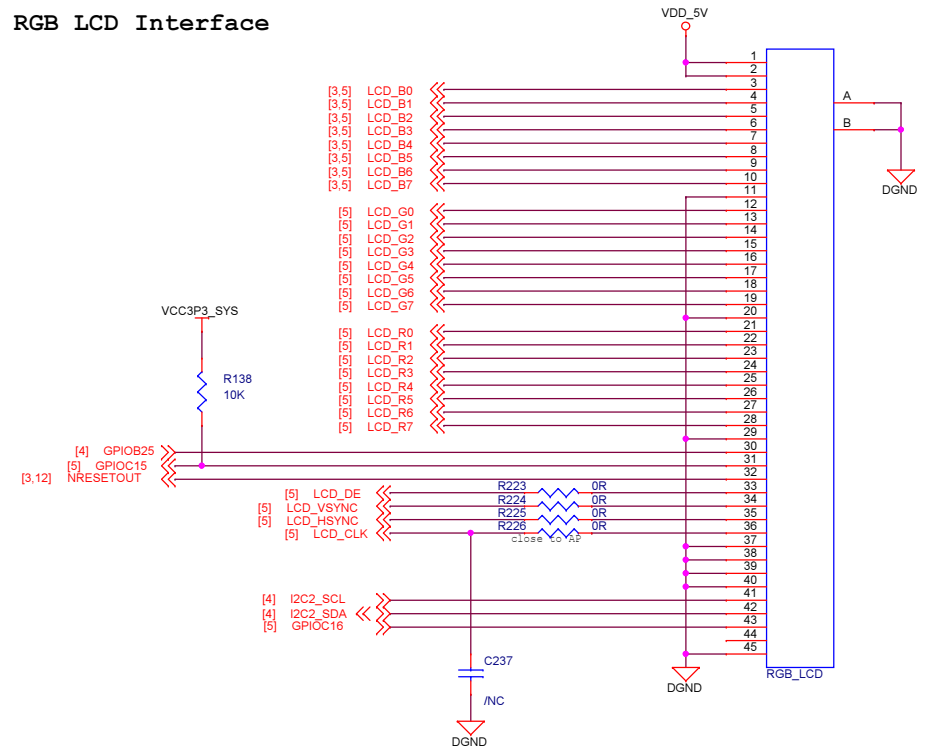 RGB LCD Interface
VDD_5V
1
2
[3,5] LCD_B0 3
[3,5] LCD_B1 4 A
[3,5] LCD_B2 5
[3,5] LCD_B3 6 B
[3,5] LCD_B4 7
[3,5] LCD_B5 8
[3,5] LCD_B6 9
[3,5] LCD_B7 10
DGND
11
[5] LCD_G0 12
[5] LCD_G1 13
[5] LCD_G2 14
[5] LCD_G3 15
[5] LCD_G4 16
[5] LCD_G5 17
[5] LCD_G6 18
[5] LCD_G7 19
VCC3P3_SYS
20
[5] LCD_R0 21
[5] LCD_R1 22
[5] LCD_R2 23
[5] LCD_R3 24
R138
10K
[5] LCD_R4 25
[5] LCD_R5 26
[5] LCD_R6 27
[5] LCD_R7 28
29
[4] GPIOB25 30
[5] GPIOC15 31
[3,12] NRESETOUT 32
[5] LCD_DE R223 0R 33
[5] LCD_VSYNC R224 0R 34
[5] LCD_HSYNC R225 0R 35
[5] LCD_CLK R226 0R 36
close to AP
37
38
39
40
[4] I2C2_SCL 41
[4] I2C2_SDA 42
[5] GPIOC16 43
44
45
C237
/NC
DGND
DGND
RGB_LCD